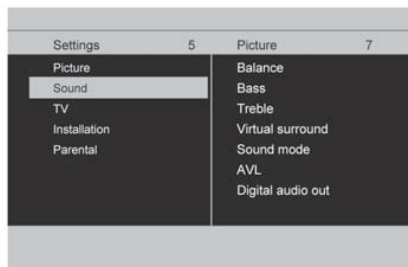 Settings 5 Picture 7
Picture Balance
Sound Bass
TV Treble
Installation Virtual surround
Parental Sound mode
AVL
Digital audio out